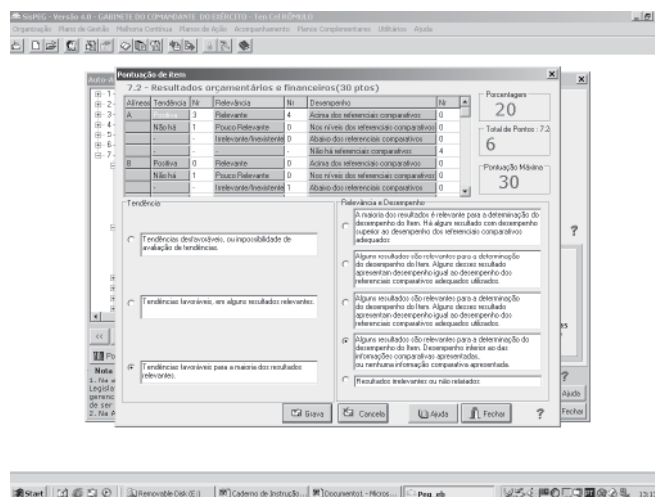 SisPEG - Versão 4.0 - GABINETE DO COMANDANTE DO EXÉRCITO - Ten Cel RÔMULO
Organização Plano de Gestão Melhoria Contínua Planos de Ação Acompanhamento Planos Complementares Utilitários Ajuda
Pontuação de item
7.2 - Resultados orçamentários e financeiros(30 ptos)
Alíneas Tendência Nr Relevância Nr Desempenho Nr
A Positiva 3 Relevante 4 Acima dos referenciais comparativos 0
Não há 1 Pouco Relevante 0 Nos níveis dos referenciais comparativos 0
- - Irrelevante/Inexistente 0 Abaixo dos referenciais comparativos 0
- - - - Não há referenciais comparativos 4
B Positiva 0 Relevante 0 Acima dos referenciais comparativos 0
Não há 1 Pouco Relevante 0 Nos níveis dos referenciais comparativos 0
- - Irrelevante/Inexistente 1 Abaixo dos referenciais comparativos 0
Porcentagem
20
Total de Pontos : 7.2
6
Pontuação Máxima
30
Tendência
Tendências desfavoráveis, ou impossibilidade de
avaliação de tendências.
Tendências favoráveis, em alguns resultados relevantes.
Tendências favoráveis para a maioria dos resultados
relevantes.
Relevância e Desempenho
A maioria dos resultados é relevante para a determinação do
desempenho do Item. Há algum resultado com desempenho
superior ao desempenho dos referenciais comparativos
adequados
Alguns resultados são relevantes para a determinação
do desempenho do Item. Alguns desses resultado
apresentam desempenho igual ao desempenho dos
referenciais comparativos adequados utilizados.
Alguns resultados são relevantes para a determinação
do desempenho do Item. Alguns desses resultado
apresentam desempenho igual ao desempenho dos
referenciais comparativos adequados utilizados.
Alguns resultados são relevantes para a determinação do
desempenho do Item. Desempenho inferior ao das
informações comparativas apresentadas,
ou nenhuma informação comparativa apresentada.
Resultados irrelevantes ou não relatados
Grava Cancela Ajuda Fechar ?
Nota
Ajuda
Fechar
Start Removable Disk (E:) Caderno de Instrução... Documento1 - Micros... Peg_eb